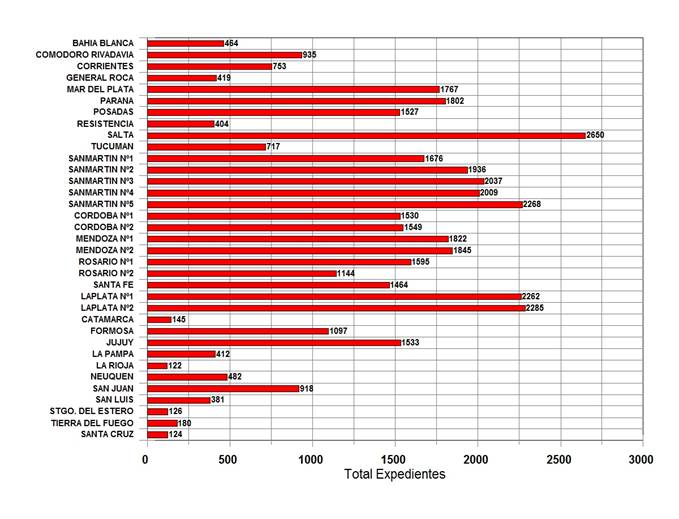 BAHIA BLANCA 464
COMODORO RIVADAVIA 935
CORRIENTES 753
GENERAL ROCA 419
MAR DEL PLATA 1767
PARANA 1802
POSADAS 1527
RESISTENCIA 404
SALTA 2650
TUCUMAN 717
SANMARTIN Nº1 1676
SANMARTIN Nº2 1936
SANMARTIN Nº3 2037
SANMARTIN Nº4 2009
SANMARTIN Nº5 2268
CORDOBA Nº1 1530
CORDOBA Nº2 1549
MENDOZA Nº1 1822
MENDOZA Nº2 1845
ROSARIO Nº1 1595
ROSARIO Nº2 1144
SANTA FE 1464
LAPLATA Nº1 2262
LAPLATA Nº2 2285
CATAMARCA 145
FORMOSA 1097
JUJUY 1533
LA PAMPA 412
LA RIOJA 122
NEUQUEN 482
SAN JUAN 918
SAN LUIS 381
STGO. DEL ESTERO 126
TIERRA DEL FUEGO 180
SANTA CRUZ 124
0 500 1000 1500 2000 2500 3000
Total Expedientes